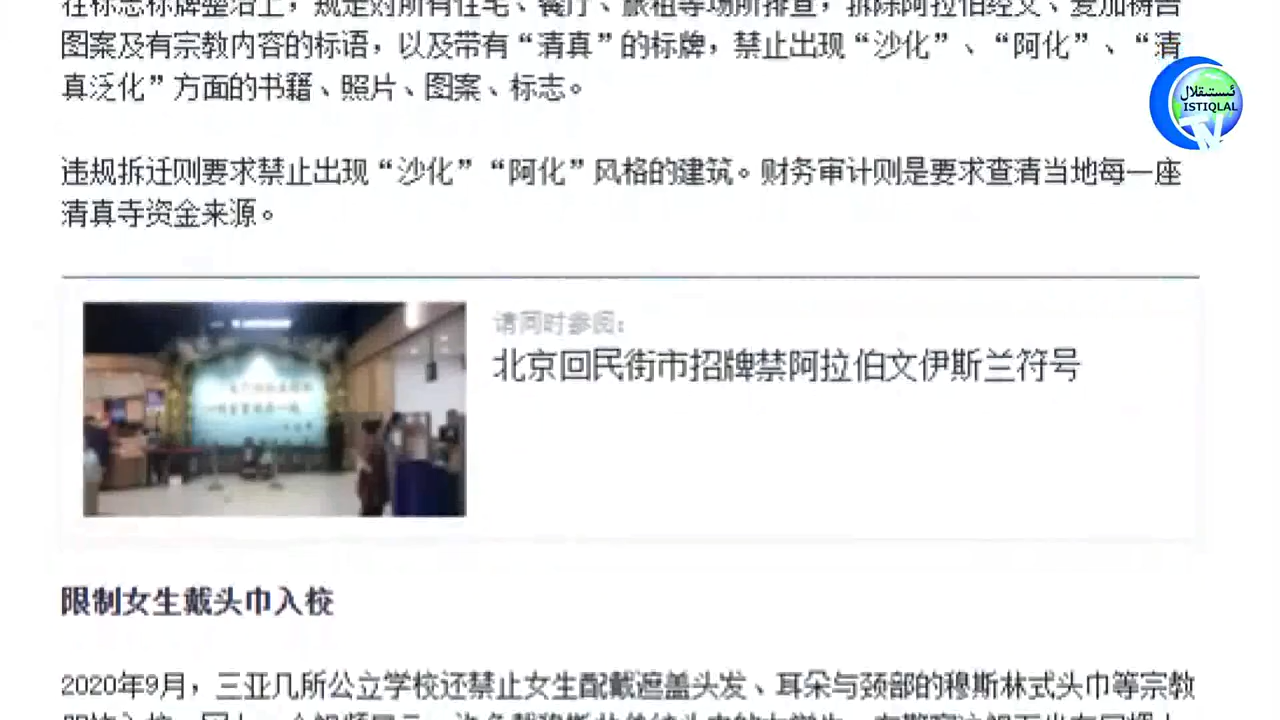 在标志标牌整治上，规定对所有住宅、餐厅、旅租等场所排查，拆除阿拉伯经文、麦加祷告
图案及有宗教内容的标语，以及带有“清真”的标牌，禁止出现“沙化”、“阿化”、“清
真泛化”方面的书籍、照片、图案、标志。
ئىستىقلال
ISTIQLAL
TV
违规拆迁则要求禁止出现“沙化”“阿化”风格的建筑。财务审计则是要求查清当地每一座
清真寺资金来源。
请同时参阅:
北京回民街市招牌禁阿拉伯文伊斯兰符号
限制女生戴头巾入校
2020年9月，三亚几所公立学校还禁止女生配戴遮盖头发、耳朵与颈部的穆斯林式头巾等宗教